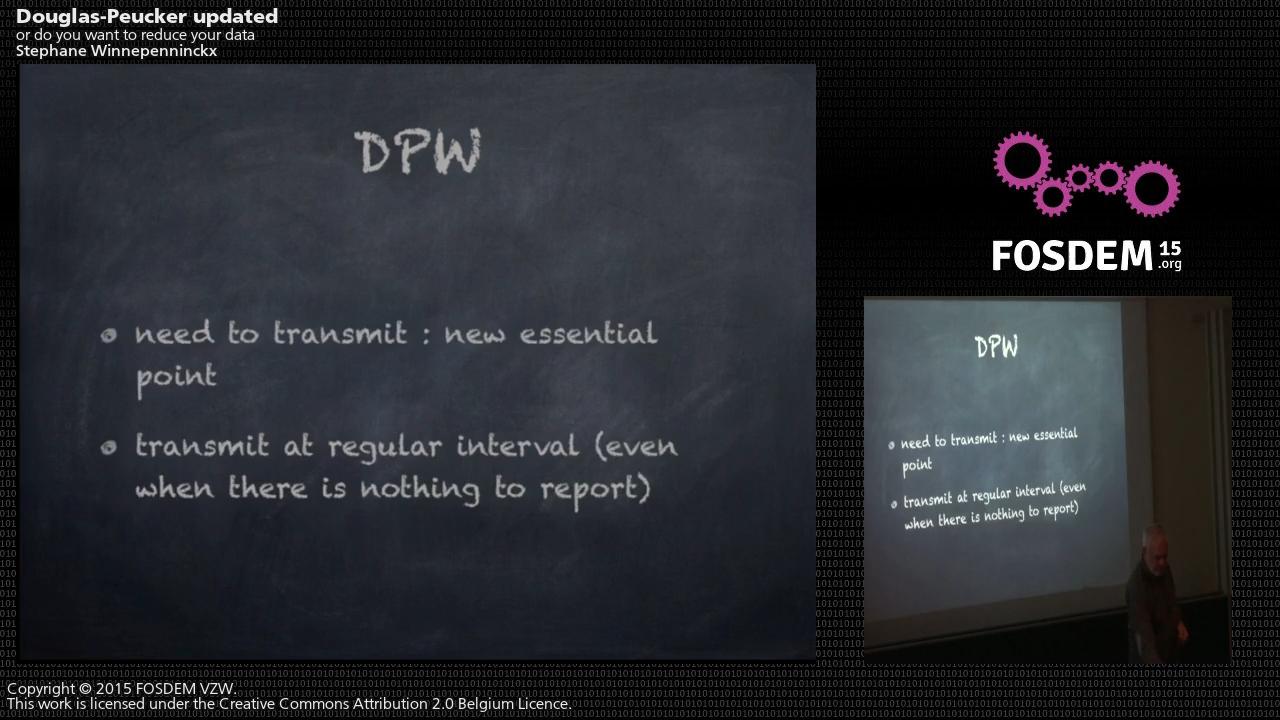 Douglas-Peucker updated
or do you want to reduce your data
Stephane Winnepenninckx
DPW
need to transmit : new essential
point
transmit at regular interval (even
when there is nothing to report)
FOSDEM 15
.org
DPW
need to transmit : new essential
point
transmit at regular interval (even
when there is nothing to report)
Copyright © 2015 FOSDEM VZW.
This work is licensed under the Creative Commons Attribution 2.0 Belgium Licence.